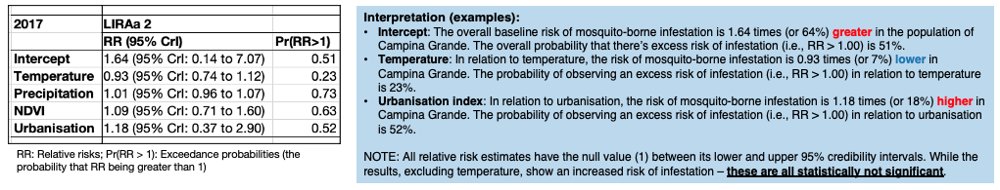 2017 LIRAa 2
RR (95% CrI) Pr(RR>1)
Intercept 1.64 (95% CrI: 0.14 to 7.07) 0.51
Temperature 0.93 (95% CrI: 0.74 to 1.12) 0.23
Precipitation 1.01 (95% CrI: 0.96 to 1.07) 0.73
NDVI 1.09 (95% CrI: 0.71 to 1.60) 0.63
Urbanisation 1.18 (95% CrI: 0.37 to 2.90) 0.52
RR: Relative risks; Pr(RR > 1): Exceedance probabilities (the
probability that RR being greater than 1)
Interpretation (examples):
• Intercept: The overall baseline risk of mosquito-borne infestation is 1.64 times (or 64%) greater in the population of
Campina Grande. The overall probability that there's excess risk of infestation (i.e., RR > 1.00) is 51%.
• Temperature: In relation to temperature, the risk of mosquito-borne infestation is 0.93 times (or 7%) lower in
Campina Grande. The probability of observing an excess risk of infestation (i.e., RR > 1.00) in relation to temperature
is 23%.
• Urbanisation index: In relation to urbanisation, the risk of mosquito-borne infestation is 1.18 times (or 18%) higher in
Campina Grande. The probability of observing an excess risk of infestation (i.e., RR > 1.00) in relation to urbanisation
is 52%.
NOTE: All relative risk estimates have the null value (1) between its lower and upper 95% credibility intervals. While the
results, excluding temperature, show an increased risk of infestation – these are all statistically not significant.